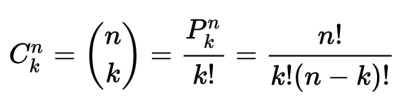 $C_k^n = \binom{n}{k} = \frac{P_k^n}{k!} = \frac{n!}{k!(n-k)!}$